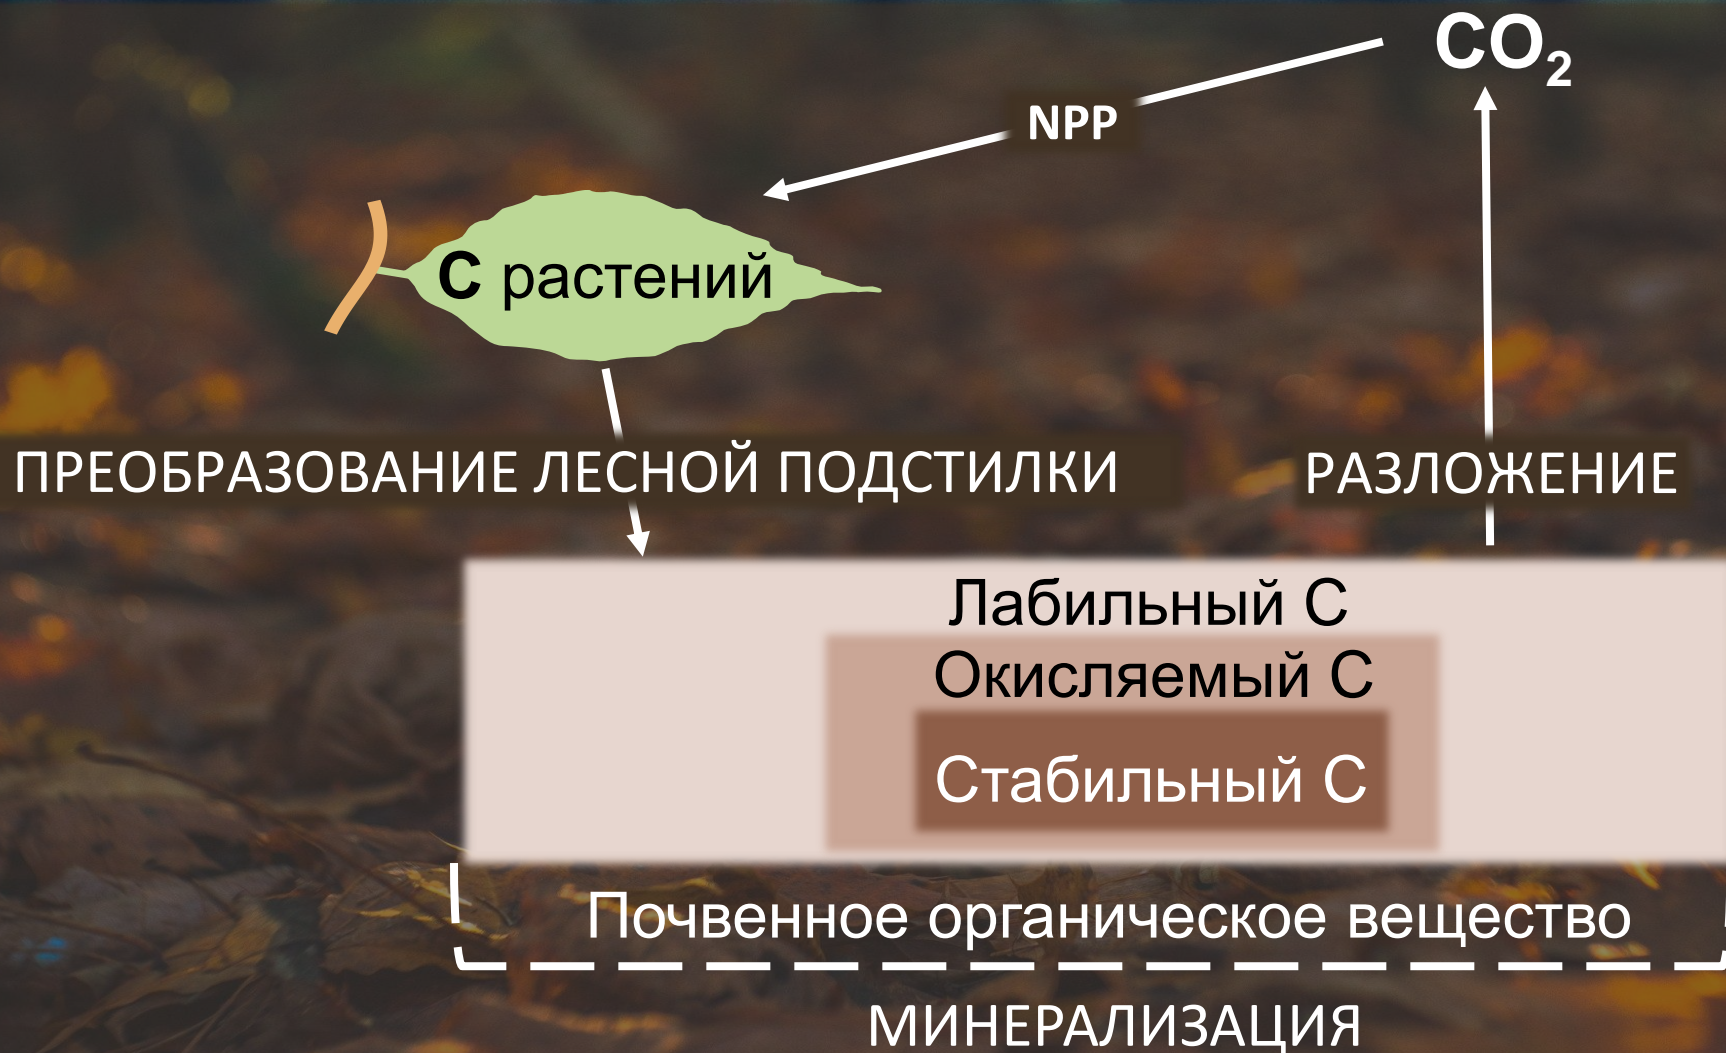 CO₂
NPP
С растений
ПРЕОБРАЗОВАНИЕ ЛЕСНОЙ ПОДСТИЛКИ
РАЗЛОЖЕНИЕ
Лабильный С
Окисляемый С
Стабильный С
Почвенное органическое вещество
МИНЕРАЛИЗАЦИЯ